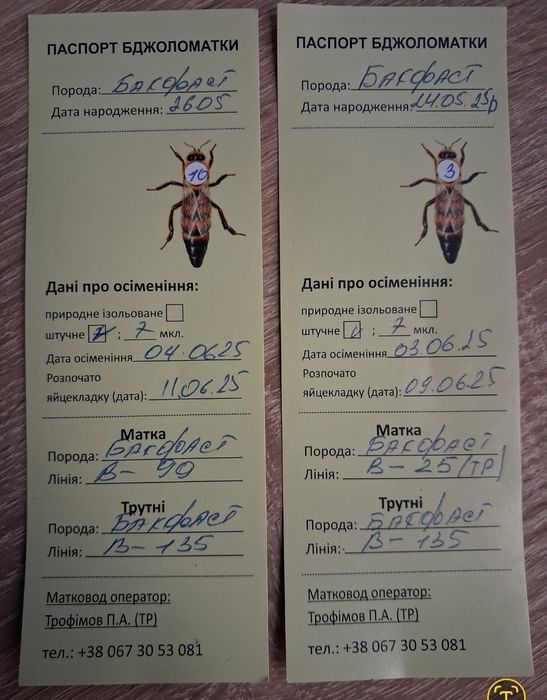 ПАСПОРТ БДЖОЛОМАТКИ
Порода: Бакфаст
Дата народження: 26.05
10
Дані про осіменіння:
природне ізольоване
штучне V ; 7 мкл.
Дата осіменіння 04.06.25
Розпочато
яйцекладку (дата): 11.06.25
Матка
Порода: Бакфаст
Лінія: В-99
Трутні
Порода: Бакфаст
Лінія: В-135
Матковод оператор:
Трофімов П.А. (ТР)
тел.: +38 067 30 53 081
ПАСПОРТ БДЖОЛОМАТКИ
Порода: Бакфаст
Дата народження: 24.05.25р
3
Дані про осіменіння:
природне ізольоване
штучне V ; 7 мкл.
Дата осіменіння 03.06.25
Розпочато
яйцекладку (дата): 09.06.25
Матка
Порода: Бакфаст
Лінія: В-25 (ТР)
Трутні
Порода: Бакфаст
Лінія: В-135
Матковод оператор:
Трофімов П.А. (ТР)
тел.: +38 067 30 53 081